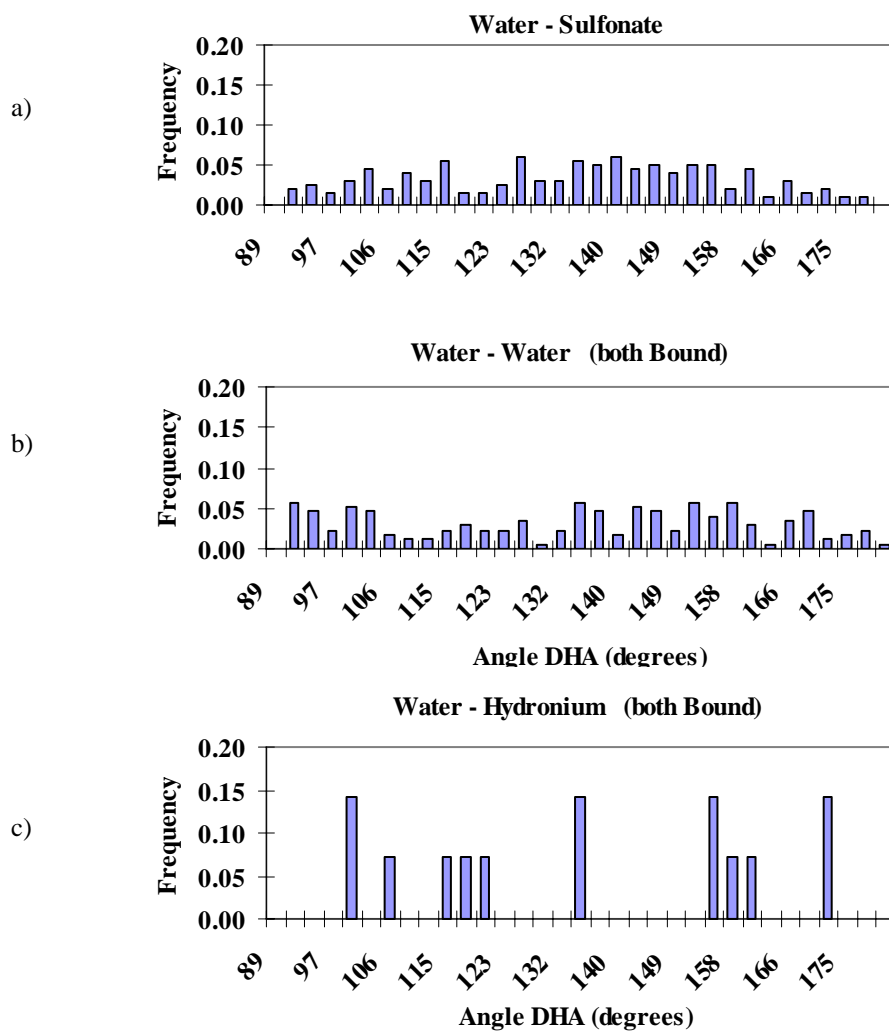 Water - Sulfonate
a)
Frequency
0.20
0.15
0.10
0.05
0.00
89 97 106 115 123 132 140 149 158 166 175
Water - Water (both Bound)
b)
Frequency
0.20
0.15
0.10
0.05
0.00
89 97 106 115 123 132 140 149 158 166 175
Angle DHA (degrees)
Water - Hydronium (both Bound)
c)
Frequency
0.20
0.15
0.10
0.05
0.00
89 97 106 115 123 132 140 149 158 166 175
Angle DHA (degrees)